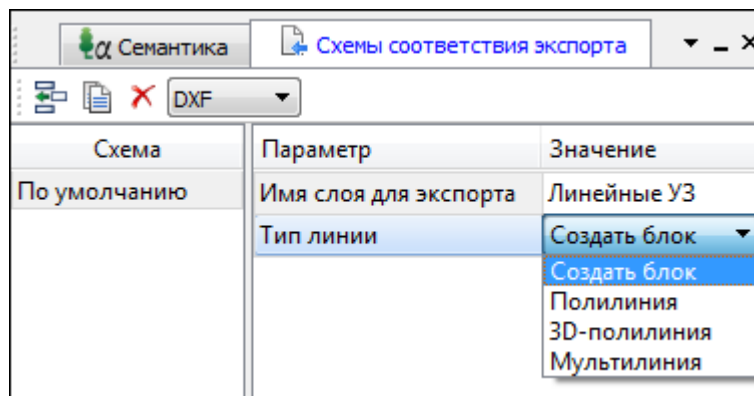 α Семантика Схемы соответствия экспорта
DXF
Схема Параметр Значение
По умолчанию Имя слоя для экспорта Линейные УЗ
Тип линии Создать блок
Создать блок
Полилиния
3D-полилиния
Мультилиния